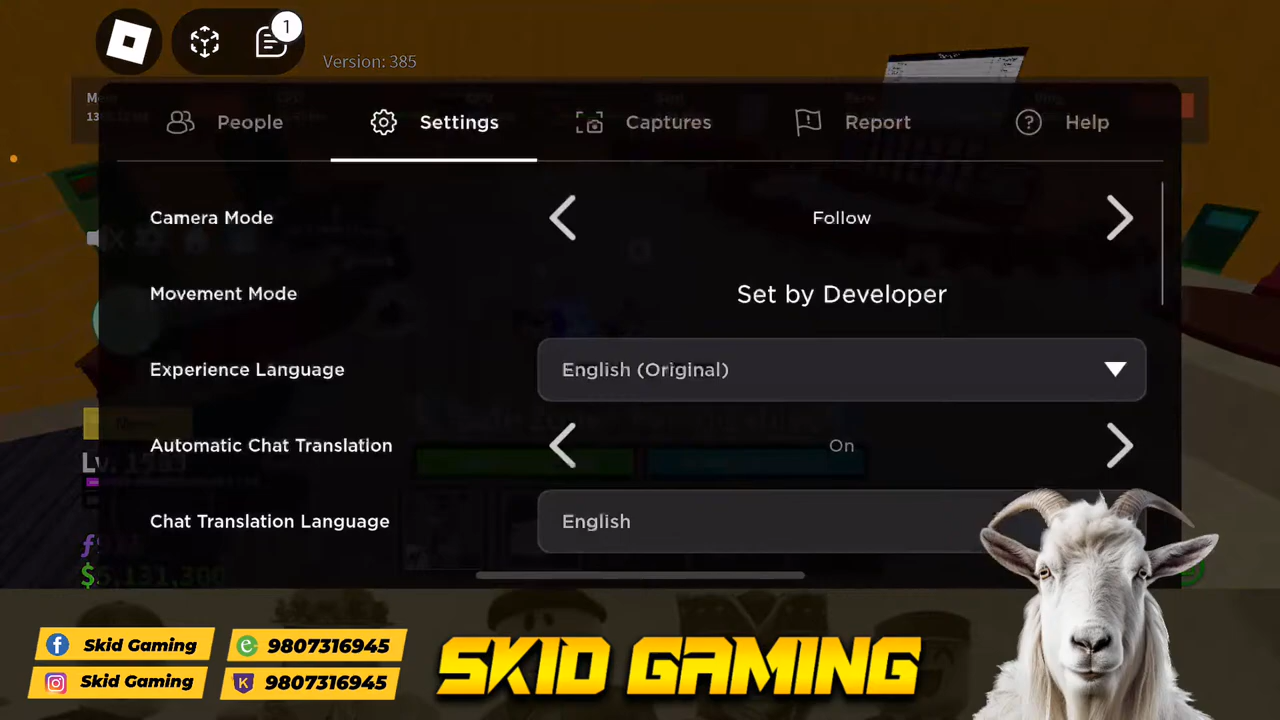 1
Version: 385
People
Settings
Captures
Report
Help
Camera Mode
Follow
Movement Mode
Set by Developer
Experience Language
English (Original)
Automatic Chat Translation
On
Chat Translation Language
English
Skid Gaming
9807316945
Skid Gaming
9807316945
SKID GAMING